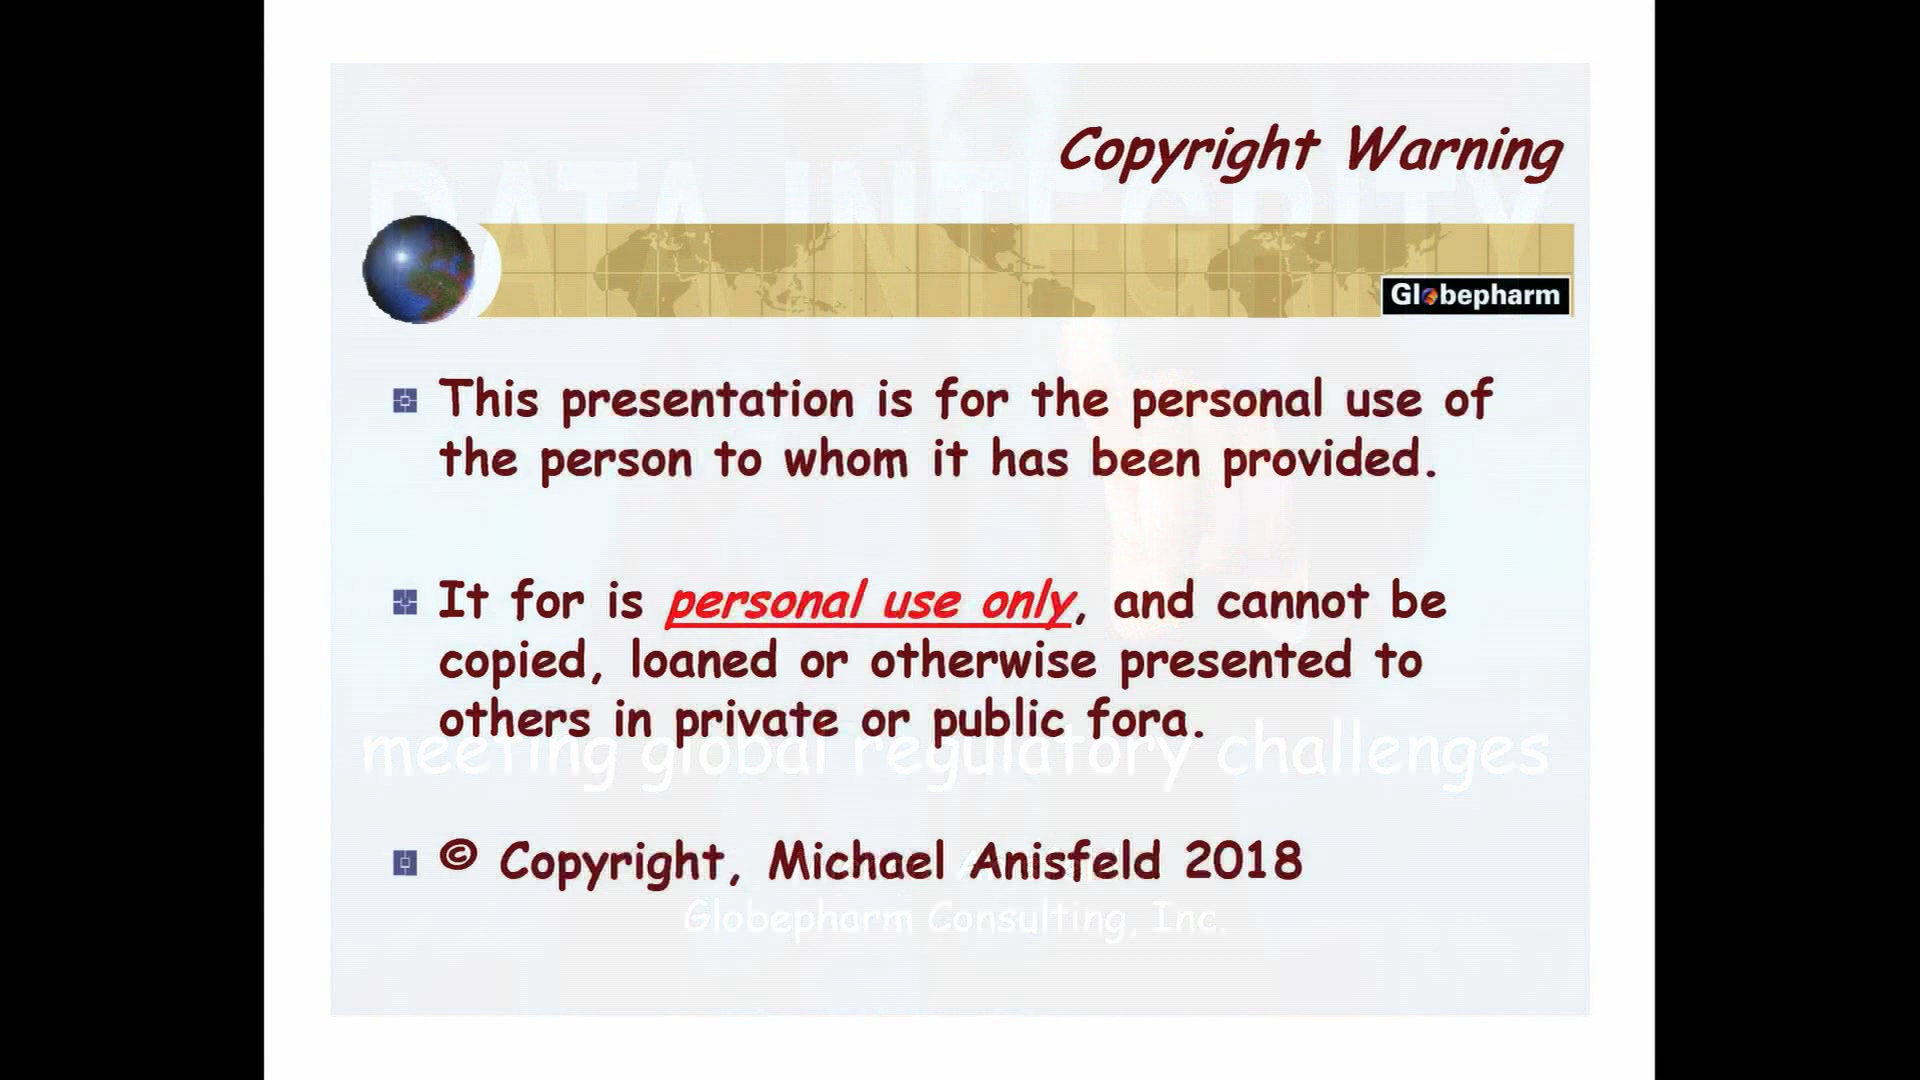 Copyright Warning
DATA INTEGRITY
Globepharm
This presentation is for the personal use of
the person to whom it has been provided.
It for is personal use only, and cannot be
copied, loaned or otherwise presented to
others in private or public fora.
meeting global regulatory challenges
© Copyright, Michael Anisfeld 2018
Globepharm Consulting, Inc.